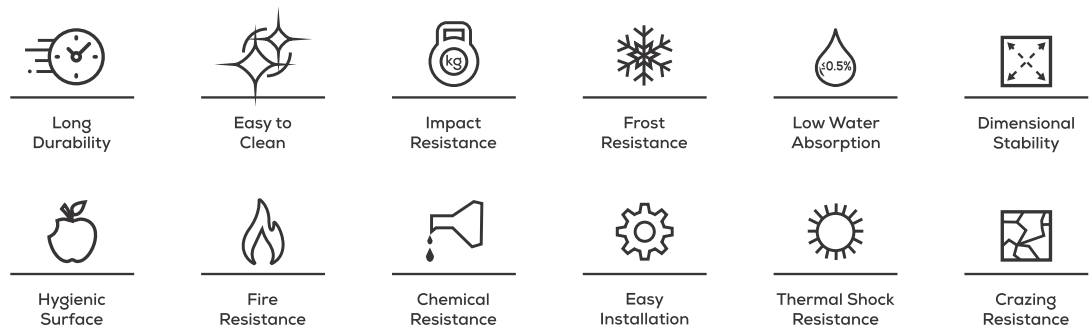 kg
≤0.5%
Long
Durability
Easy to
Clean
Impact
Resistance
Frost
Resistance
Low Water
Absorption
Dimensional
Stability
Hygienic
Surface
Fire
Resistance
Chemical
Resistance
Easy
Installation
Thermal Shock
Resistance
Crazing
Resistance